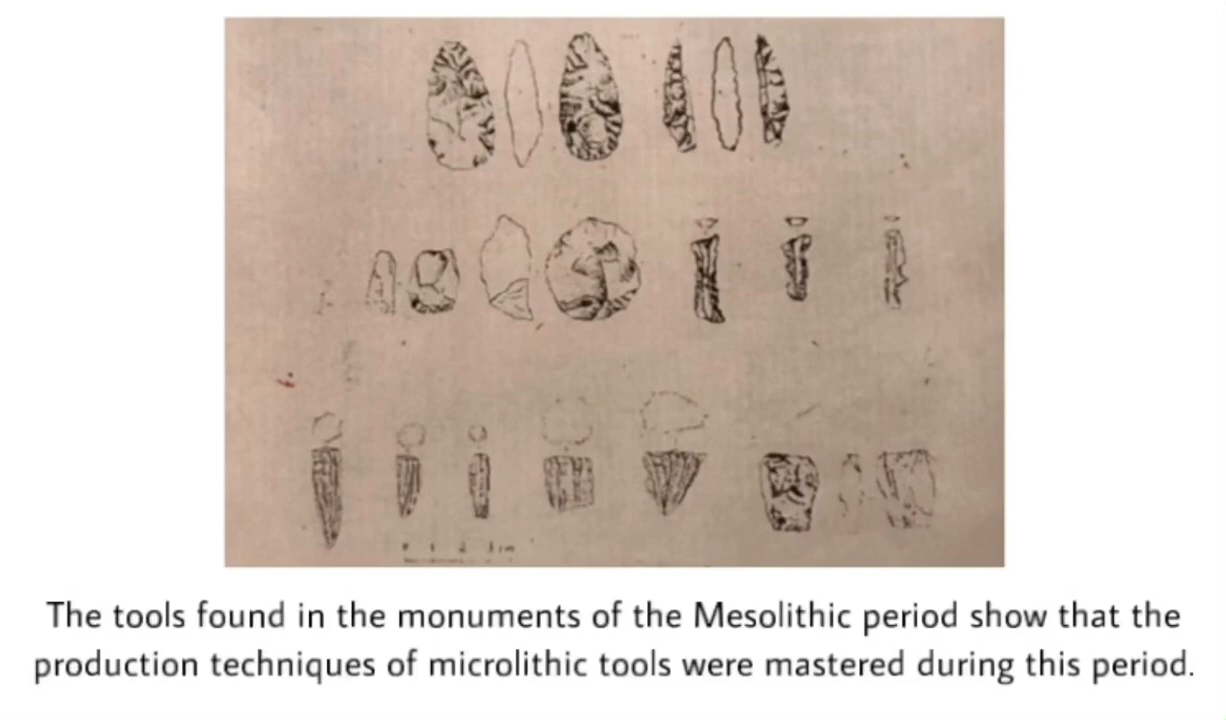 The tools found in the monuments of the Mesolithic period show that the
production techniques of microlithic tools were mastered during this period.